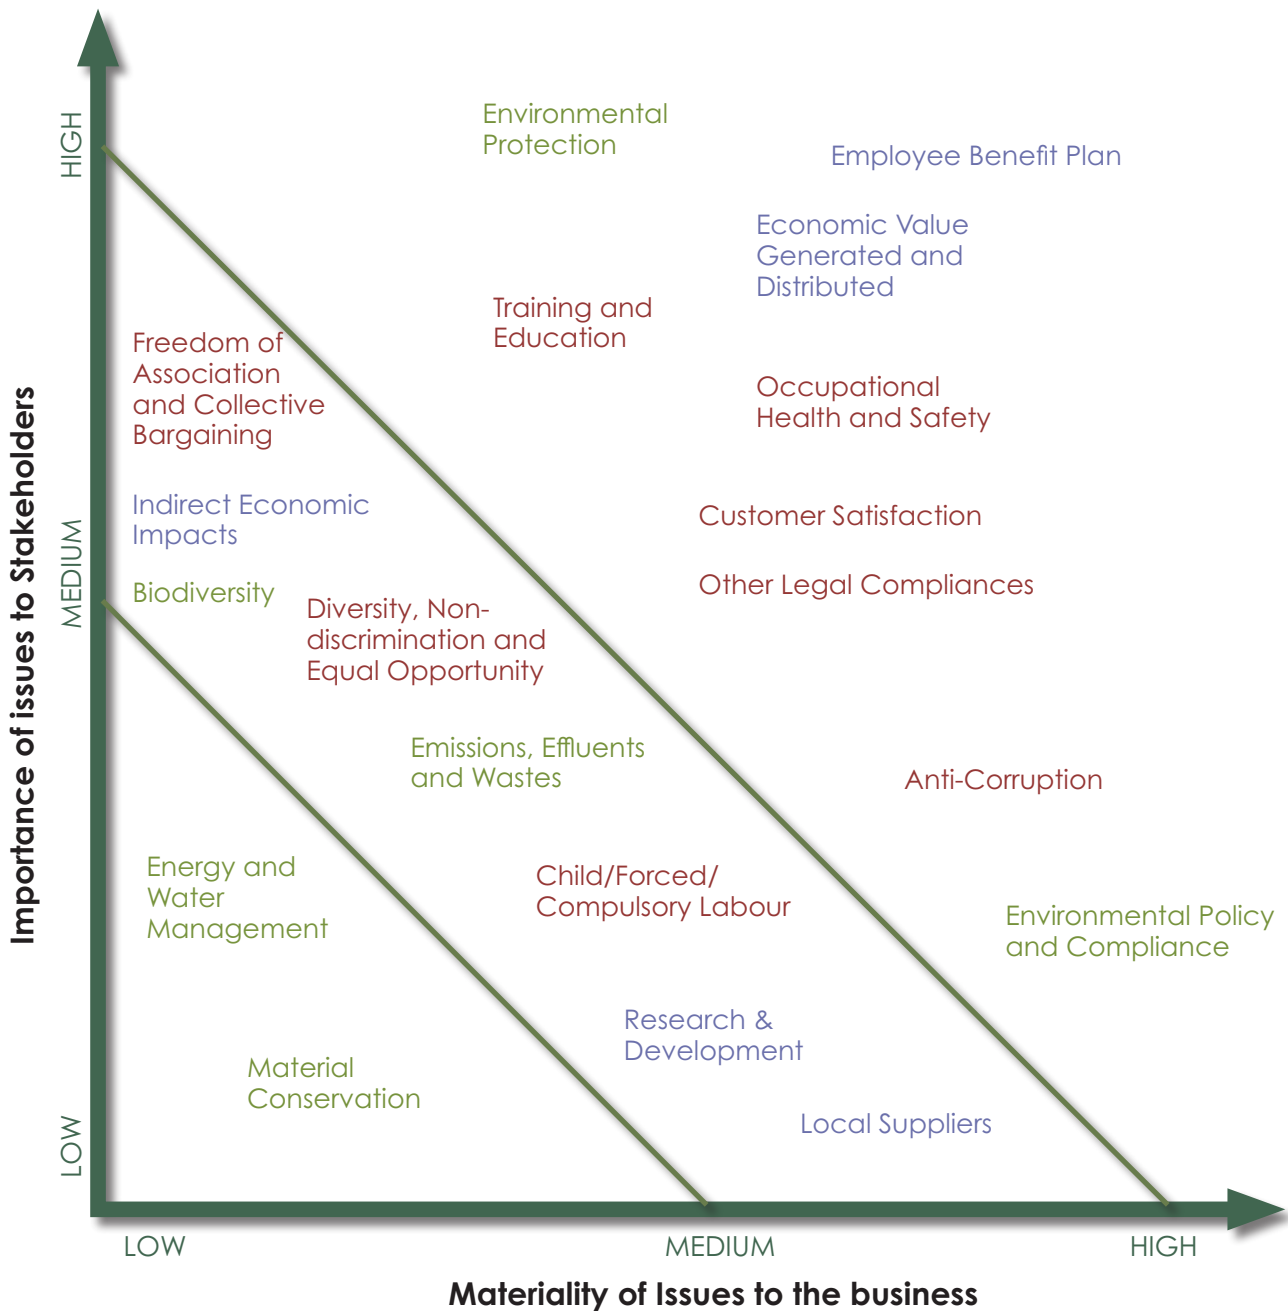 HIGH
MEDIUM
LOW
Importance of issues to Stakeholders
Environmental
Protection
Employee Benefit Plan
Economic Value
Generated and
Distributed
Training and
Education
Freedom of
Association
and Collective
Bargaining
Occupational
Health and Safety
Indirect Economic
Impacts
Customer Satisfaction
Biodiversity
Diversity, Non-
discrimination and
Equal Opportunity
Other Legal Compliances
Emissions, Effluents
and Wastes
Anti-Corruption
Energy and
Water
Management
Child/Forced/
Compulsory Labour
Environmental Policy
and Compliance
Research &
Development
Material
Conservation
Local Suppliers
LOW
MEDIUM
HIGH
Materiality of Issues to the business